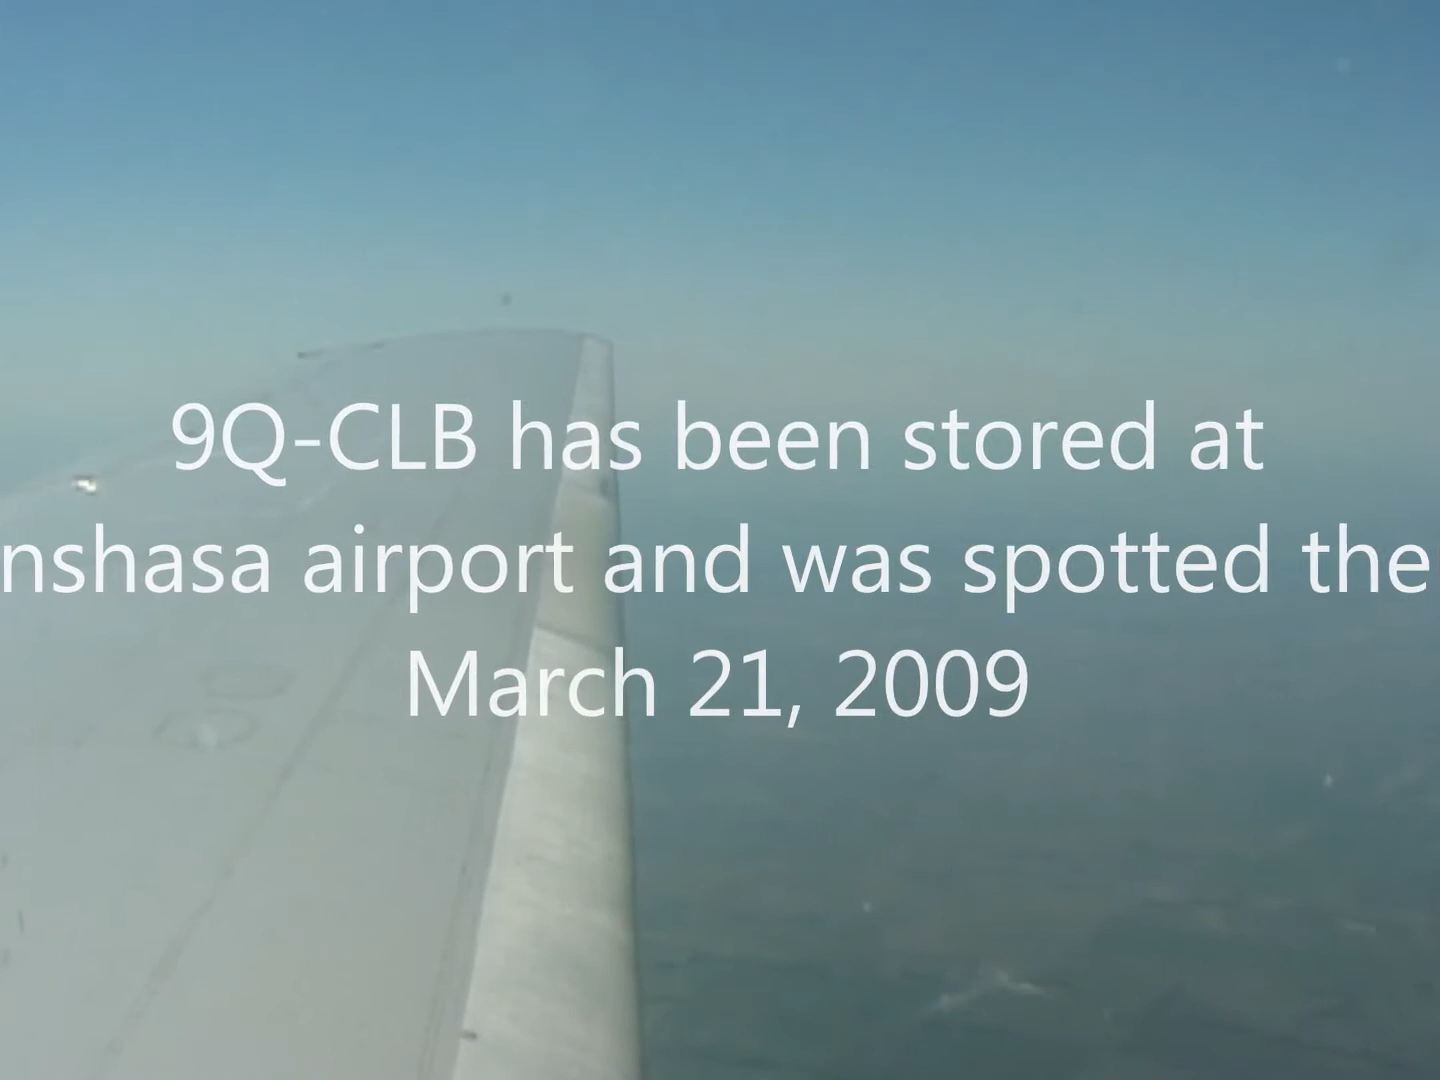 9Q-CLB has been stored at
nshasa airport and was spotted the
March 21, 2009